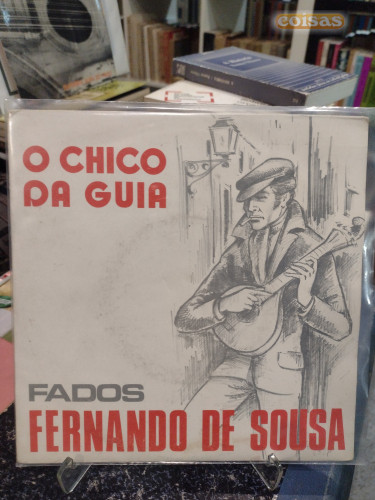 coisas
O CHICO
DA GUIA
FADOS
FERNANDO DE SOUSA